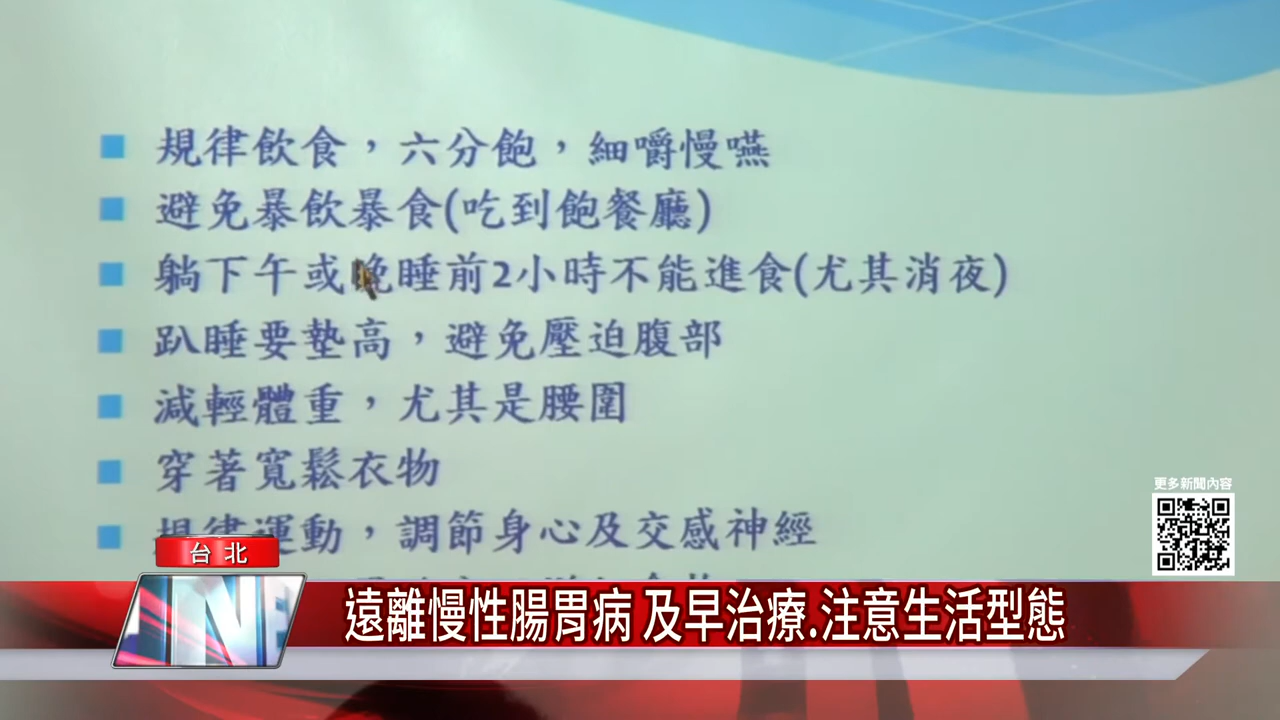 規律飲食，六分飽，細嚼慢嚥
避免暴飲暴食(吃到飽餐廳)
躺下午或晚睡前2小時不能進食(尤其消夜)
趴睡要墊高，避免壓迫腹部
減輕體重，尤其是腰圍
穿著寬鬆衣物
規律運動，調節身心及交感神經
更多新聞內容
台北
NE
遠離慢性腸胃病 及早治療.注意生活型態